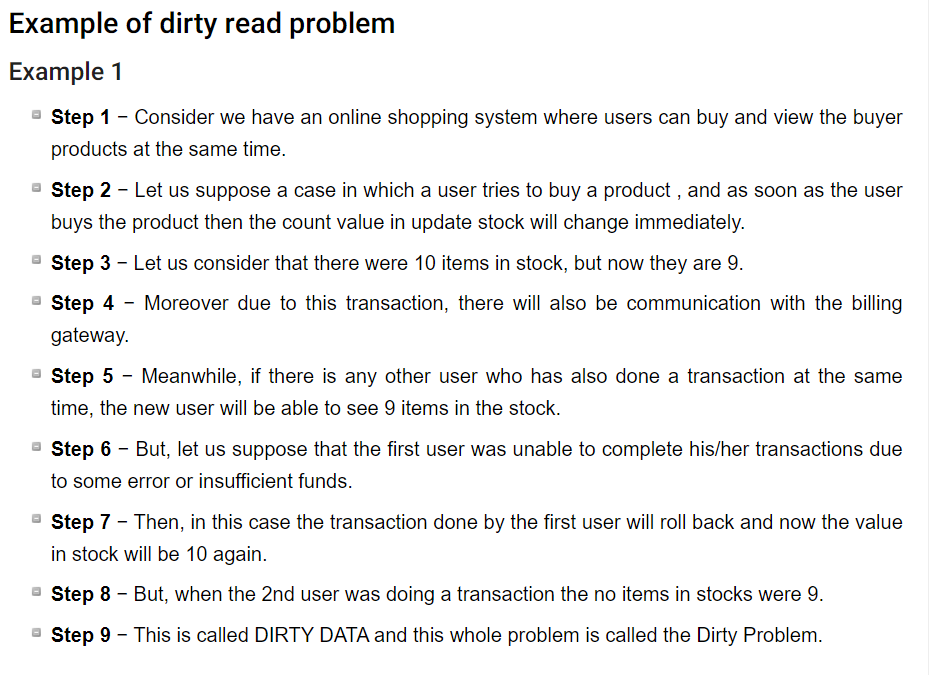 Example of dirty read problem
Example 1
Step 1 − Consider we have an online shopping system where users can buy and view the buyer
products at the same time.
Step 2 − Let us suppose a case in which a user tries to buy a product , and as soon as the user
buys the product then the count value in update stock will change immediately.
Step 3 − Let us consider that there were 10 items in stock, but now they are 9.
Step 4 − Moreover due to this transaction, there will also be communication with the billing
gateway.
Step 5 − Meanwhile, if there is any other user who has also done a transaction at the same
time, the new user will be able to see 9 items in the stock.
Step 6 − But, let us suppose that the first user was unable to complete his/her transactions due
to some error or insufficient funds.
Step 7 − Then, in this case the transaction done by the first user will roll back and now the value
in stock will be 10 again.
Step 8 − But, when the 2nd user was doing a transaction the no items in stocks were 9.
Step 9 − This is called DIRTY DATA and this whole problem is called the Dirty Problem.